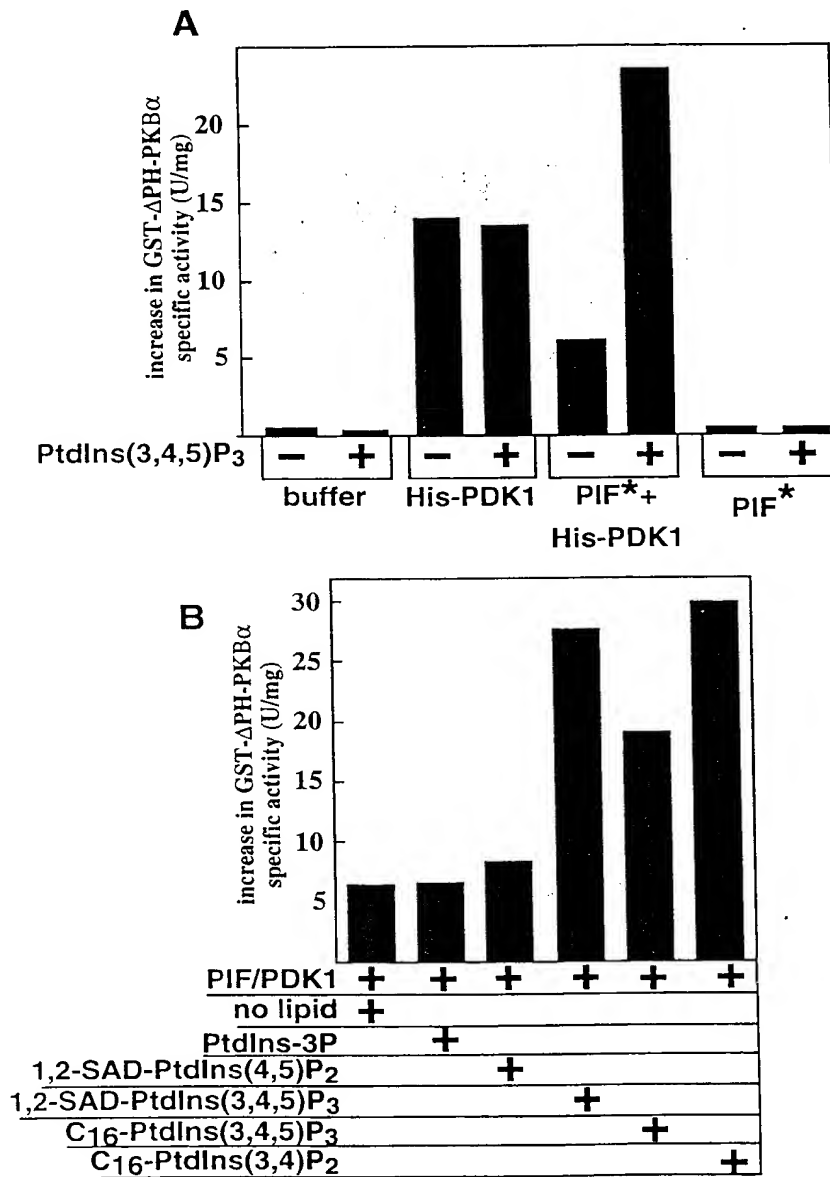 A
increase in GST-ΔPH-PKBα
specific activity (U/mg)
20
15
10
5
PtdIns(3,4,5)P3
− + − + − + − +
buffer His-PDK1 PIF*+ PIF*
His-PDK1
B
increase in GST-ΔPH-PKBα
specific activity (U/mg)
30
25
20
15
10
5
PIF/PDK1 + + + + + +
no lipid +
PtdIns-3P +
1,2-SAD-PtdIns(4,5)P2 +
1,2-SAD-PtdIns(3,4,5)P3 +
C16-PtdIns(3,4,5)P3 +
C16-PtdIns(3,4)P2 +